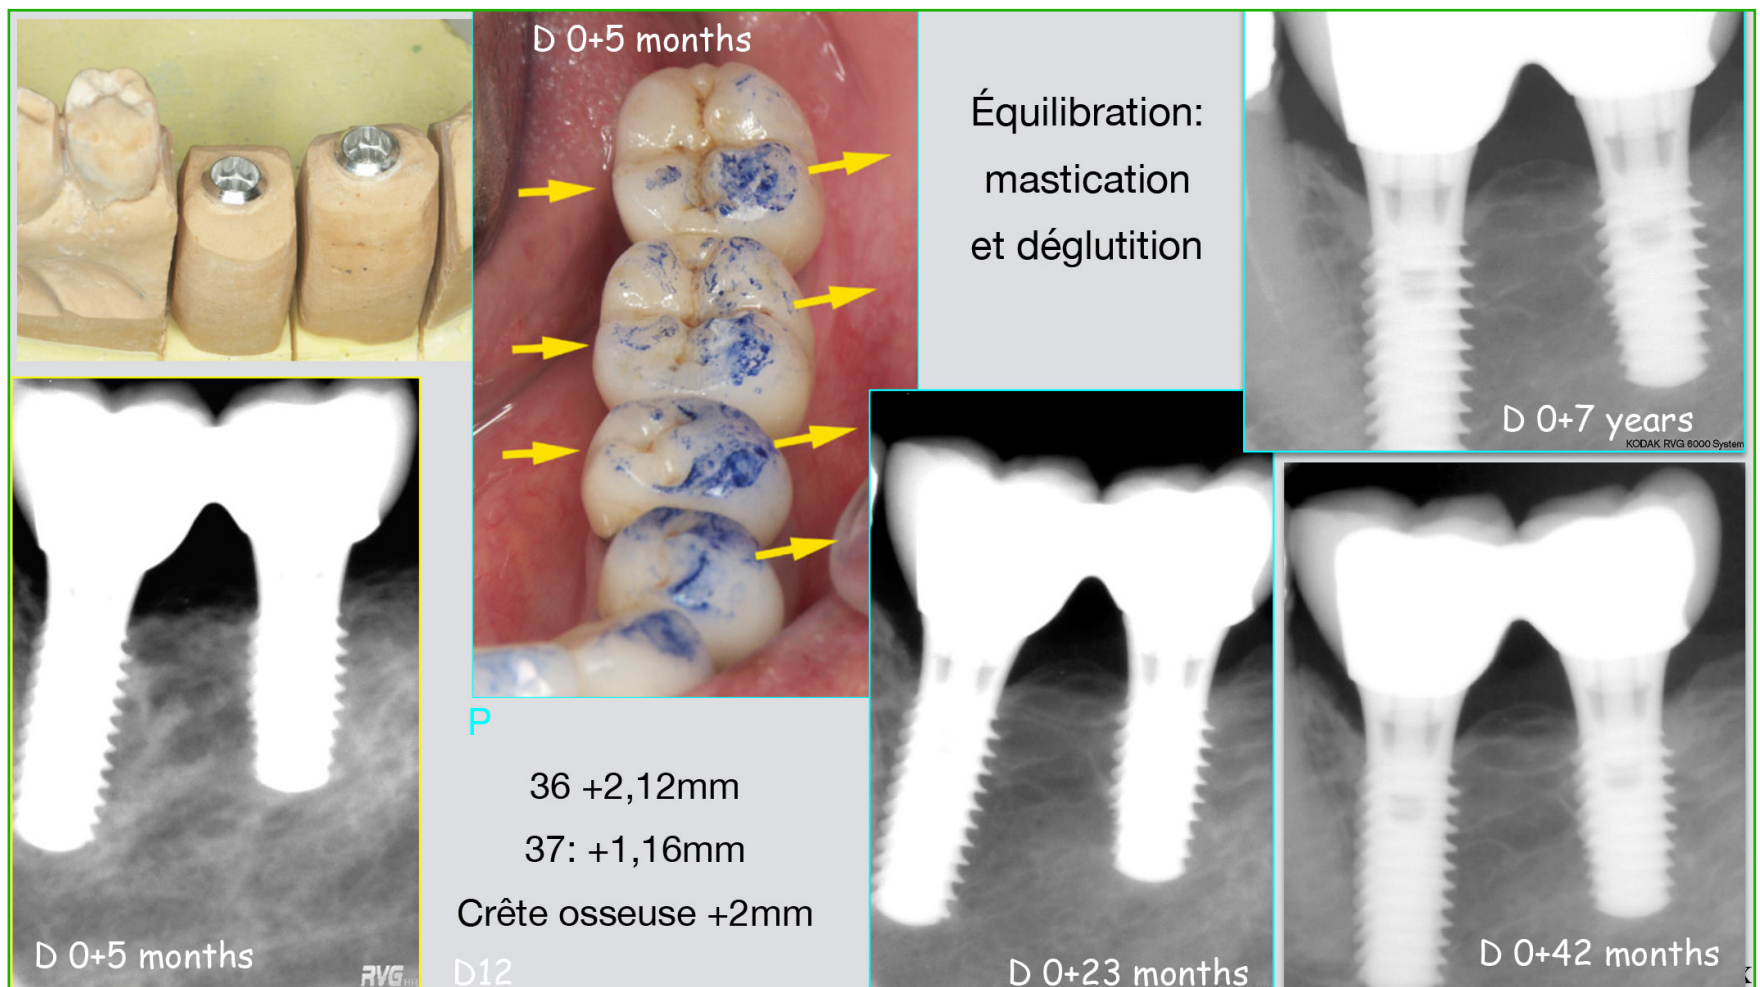 D 0+5 months
Équilibration:
mastication
et déglutition
D 0+7 years
KODAK RVG 6000 System
P
36 +2,12mm
37: +1,16mm
Crête osseuse +2mm
D12
D 0+5 months
RVG
D 0+23 months
D 0+42 months